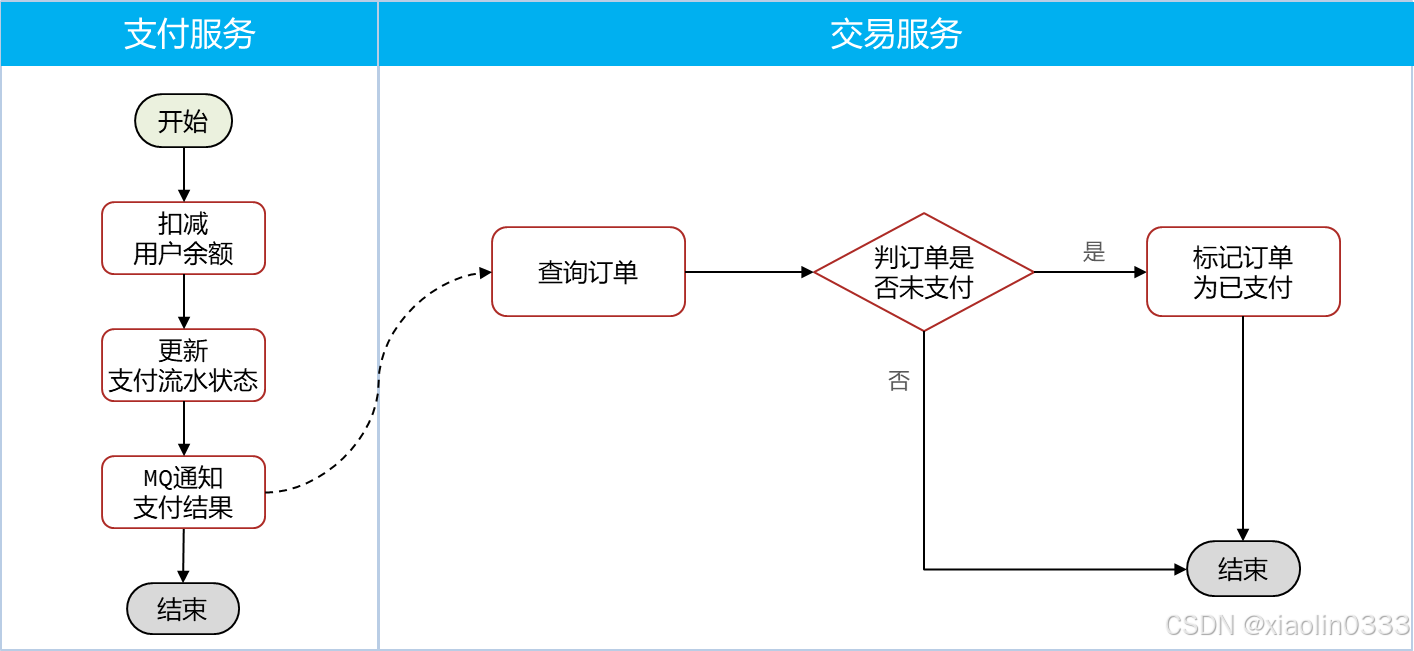 支付服务
交易服务
开始
扣减
用户余额
更新
支付流水状态
MQ通知
支付结果
结束
查询订单
判订单是
否未支付
是
否
标记订单
为已支付
结束
CSDN @xiaolin0333